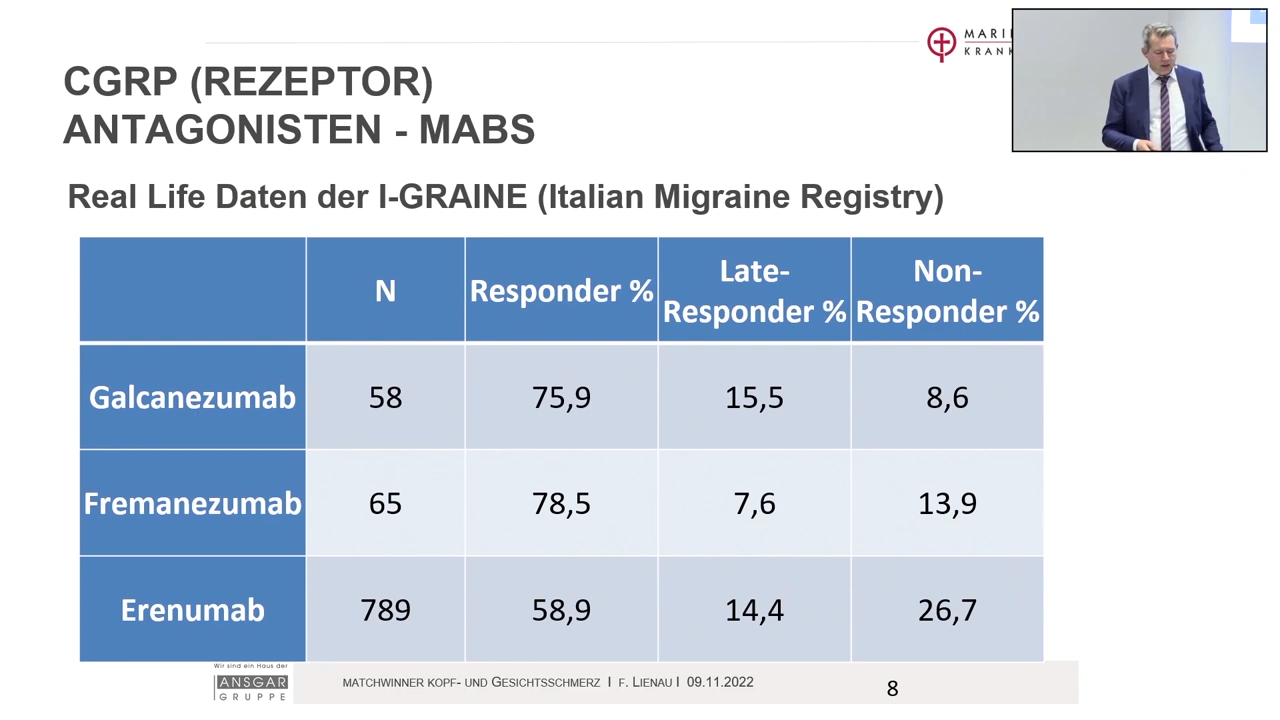 MARI
KRANK
CGRP (REZEPTOR)
ANTAGONISTEN - MABS
Real Life Daten der I-GRAINE (Italian Migraine Registry)
N
Responder %
Late-
Responder %
Non-
Responder %
Galcanezumab
58
75,9
15,5
8,6
Fremanezumab
65
78,5
7,6
13,9
Erenumab
789
58,9
14,4
26,7
Wir sind ein Haus der
ANSGAR
GRUPPE
MATCHWINNER KOPF- UND GESICHTSSCHMERZ I F. LIENAU I 09.11.2022
8